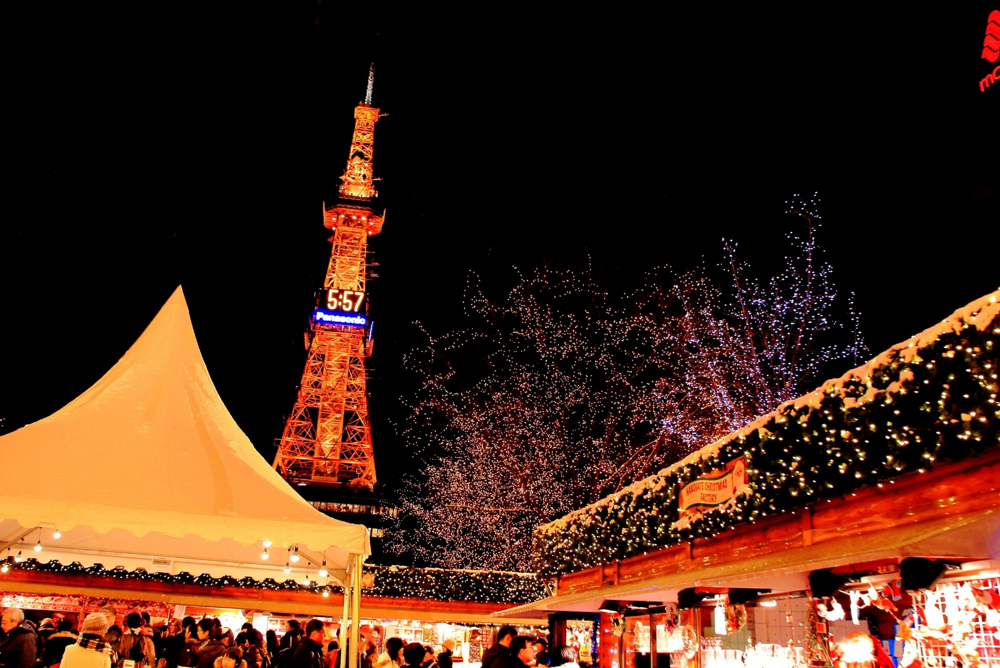 5:57
Panasonic
HAKODATE CHRISTMAS
FACTORY